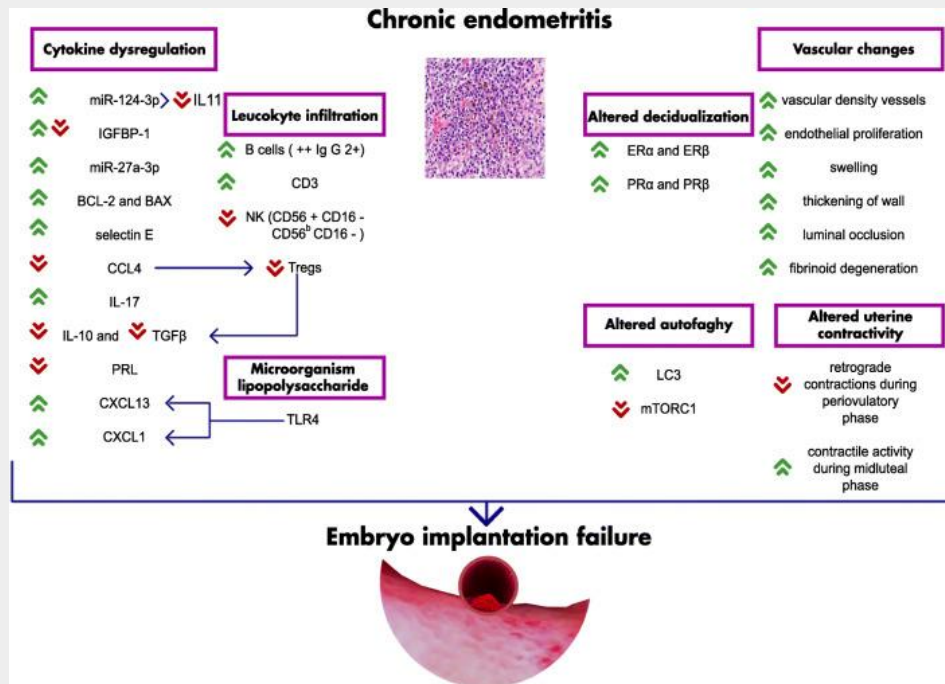 Chronic endometritis
Cytokine dysregulation
miR-124-3p
IL11
IGFBP-1
miR-27a-3p
BCL-2 and BAX
selectin E
CCL4
IL-17
IL-10 and
TGFβ
PRL
CXCL13
CXCL1
Leucokyte infiltration
B cells ( ++ Ig G 2+)
CD3
NK (CD56 + CD16 -
CD56b CD16 - )
Tregs
Microorganism
lipopolysaccharide
TLR4
Altered decidualization
ERα and ERβ
PRα and PRβ
Altered autofaghy
LC3
mTORC1
Vascular changes
vascular density vessels
endothelial proliferation
swelling
thickening of wall
luminal occlusion
fibrinoid degeneration
Altered uterine
contractivity
retrograde
contractions during
periovulatory
phase
contractile activity
during midluteal
phase
Embryo implantation failure